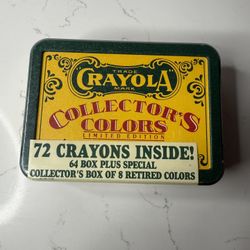 TRADE
CRAYOLA
MARK
COLLECTOR'S
COLORS
LIMITED EDITION
72 CRAYONS INSIDE!
64 BOX PLUS SPECIAL
COLLECTOR'S BOX OF 8 RETIRED COLORS